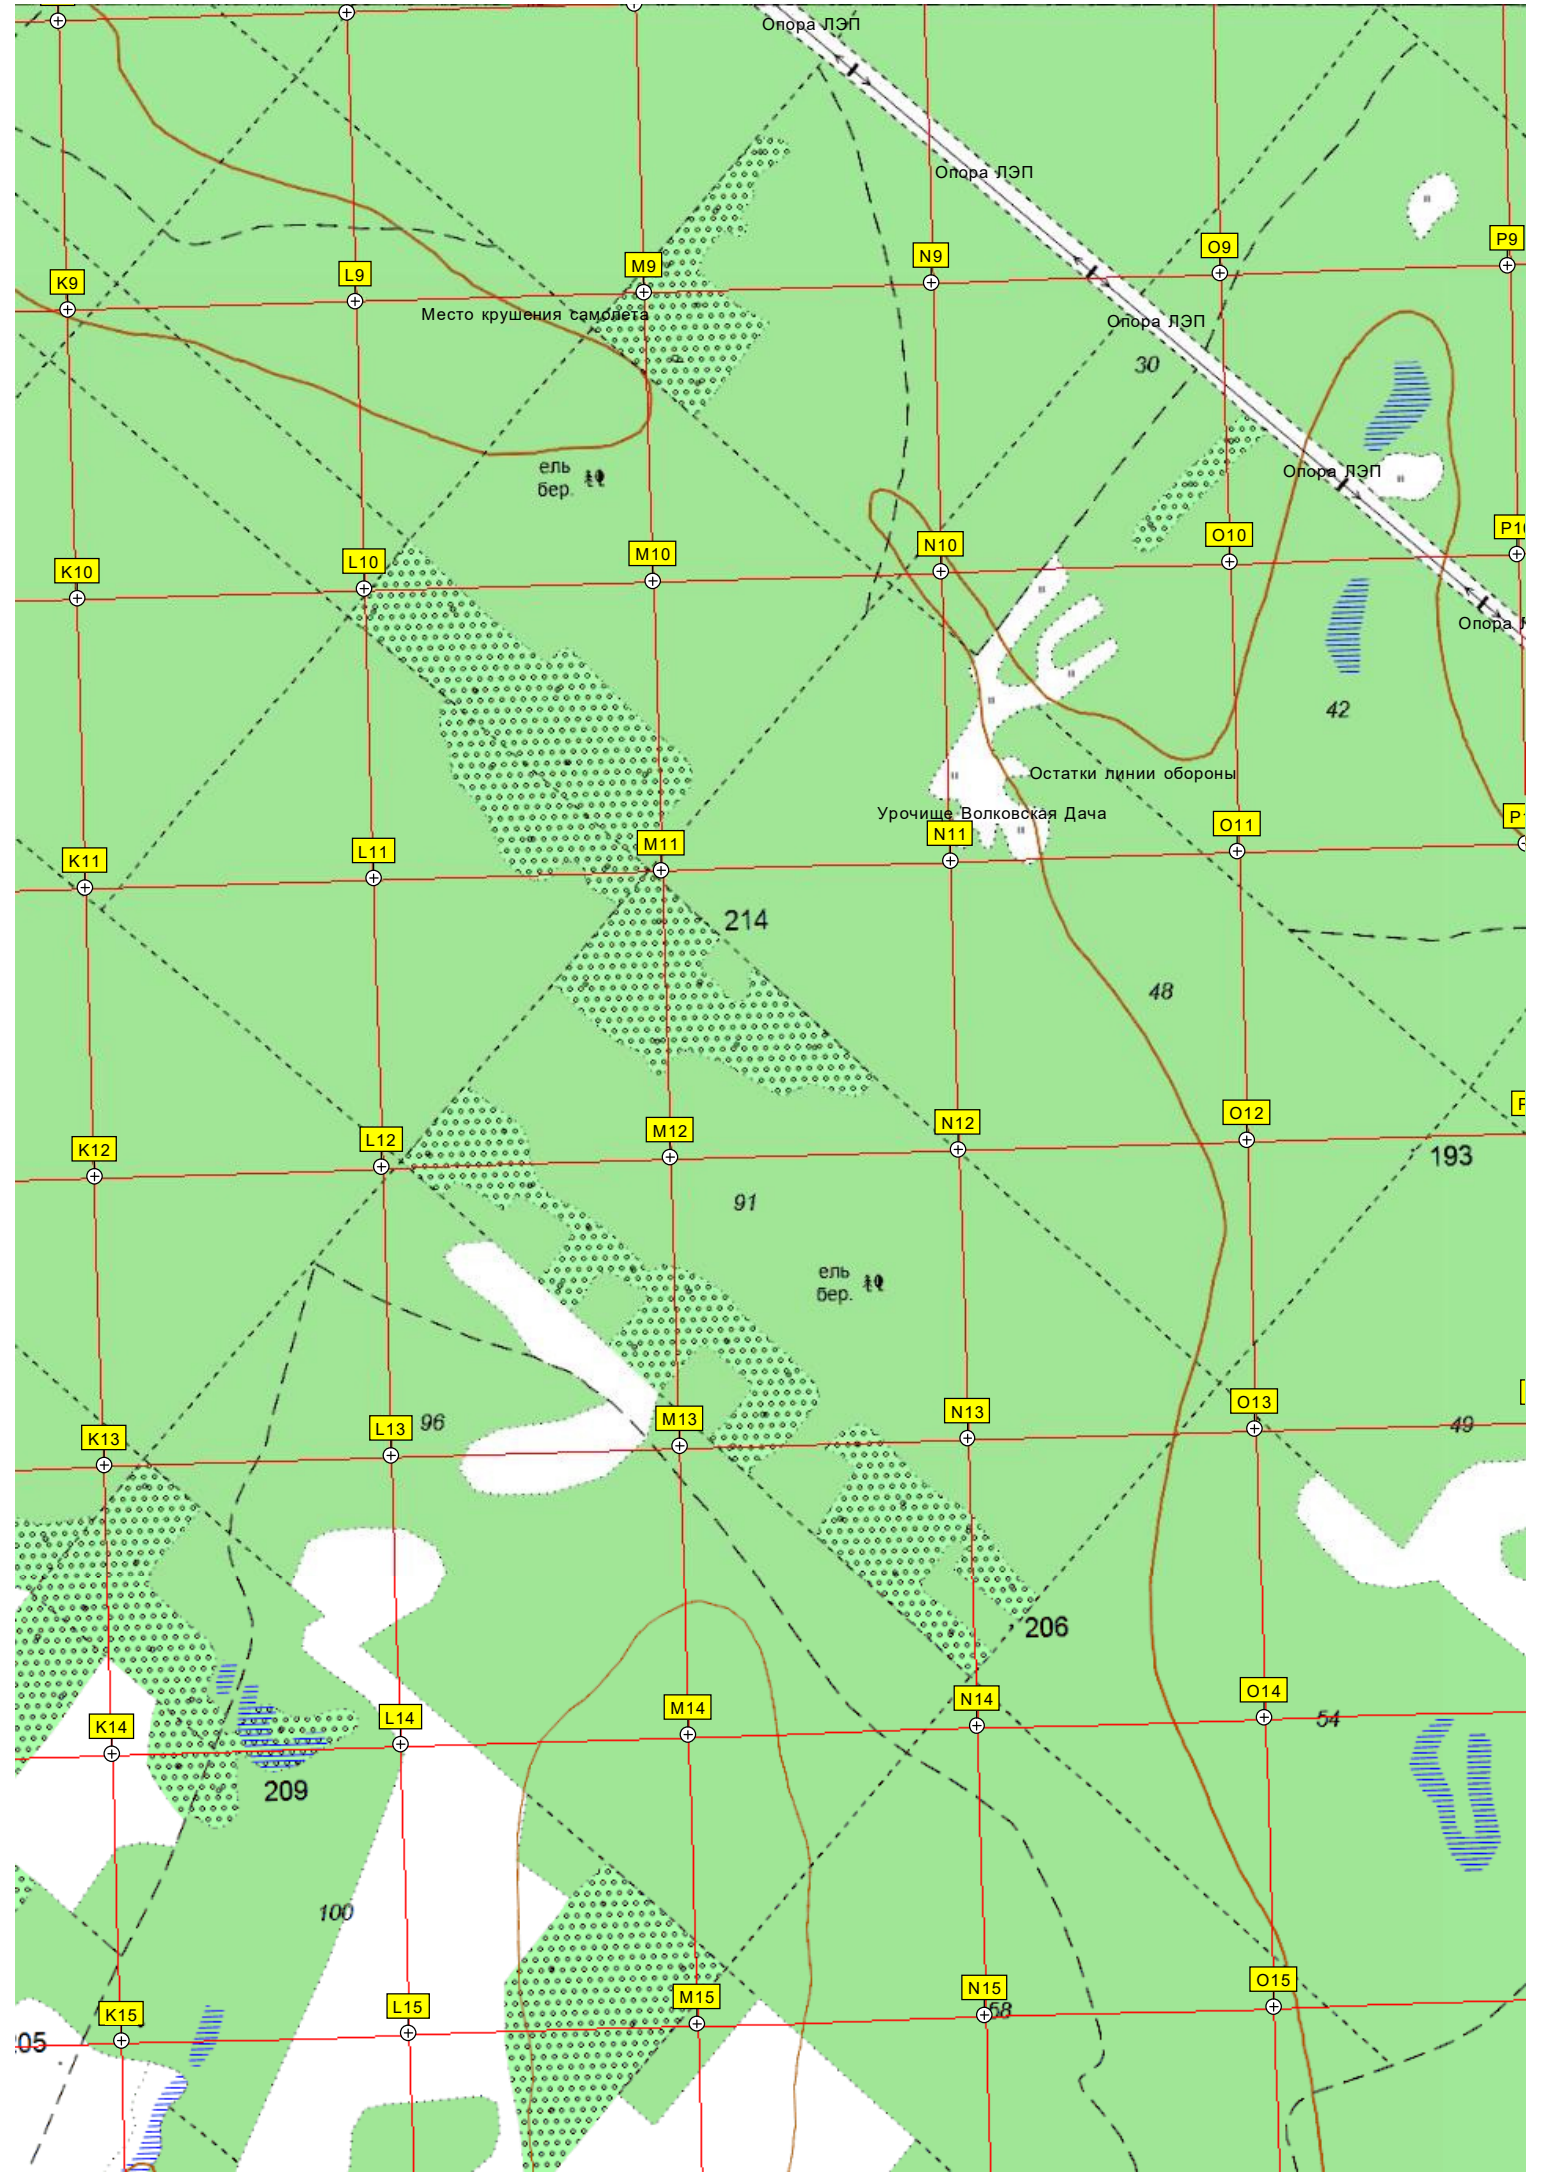 Опора ЛЭП
Опора ЛЭП
K9
L9
M9
N9
O9
P9
Место крушения самолета
Опора ЛЭП
30
Опора ЛЭП
ель
бер.
K10
L10
M10
N10
O10
Опора
42
Остатки линии обороны
Урочище Волковская Дача
K11
L11
M11
N11
O11
214
48
K12
L12
M12
N12
O12
193
91
ель
бер.
96
K13
L13
M13
N13
O13
49
206
K14
L14
M14
N14
O14
54
209
100
K15
L15
M15
N15
O15
58
05